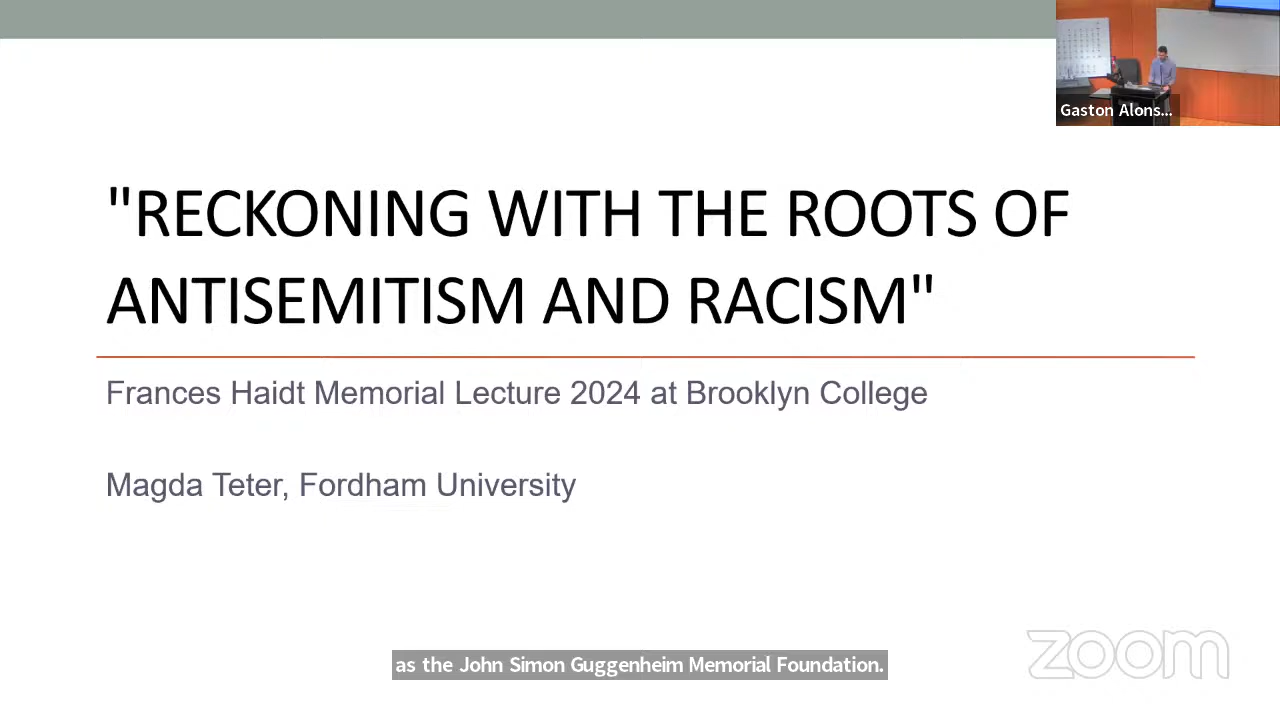 Gaston Alons...
"RECKONING WITH THE ROOTS OF
ANTISEMITISM AND RACISM"
Frances Haidt Memorial Lecture 2024 at Brooklyn College
Magda Teter, Fordham University
as the John Simon Guggenheim Memorial Foundation.
zoom